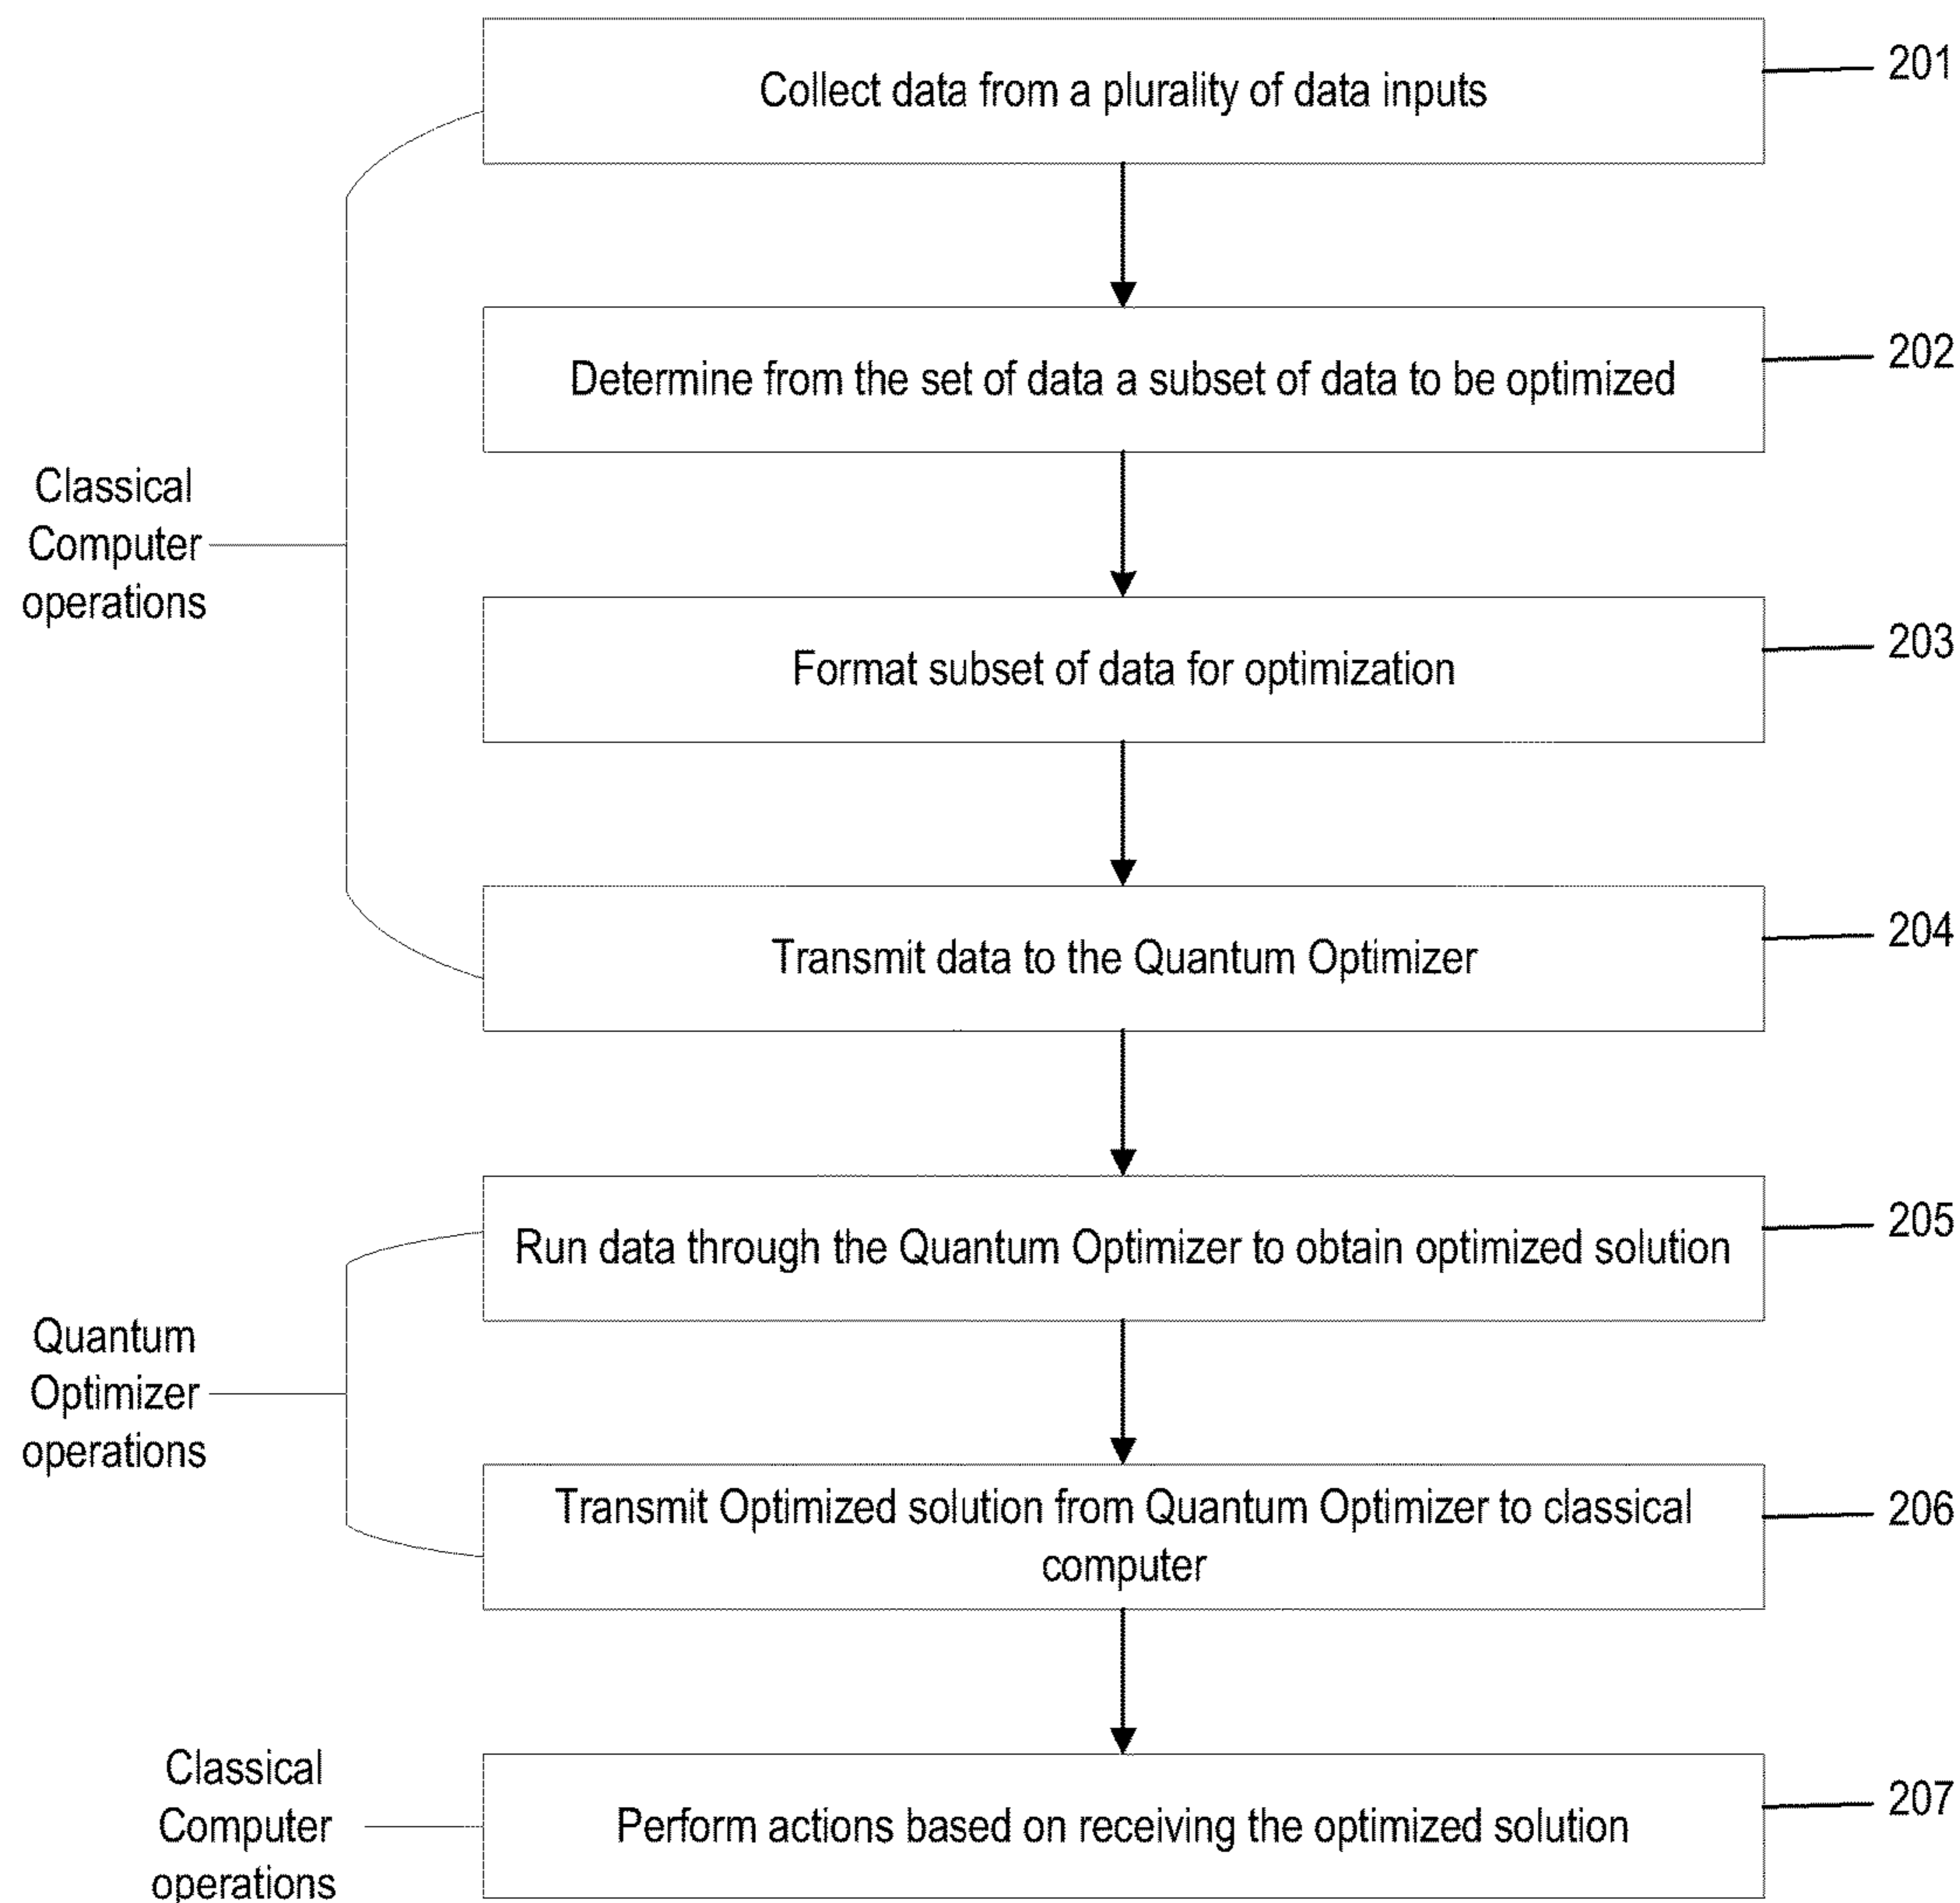 Collect data from a plurality of data inputs
201
Determine from the set of data a subset of data to be optimized
202
Classical
Computer
operations
Format subset of data for optimization
203
Transmit data to the Quantum Optimizer
204
Run data through the Quantum Optimizer to obtain optimized solution
205
Quantum
Optimizer
operations
Transmit Optimized solution from Quantum Optimizer to classical
computer
206
Classical
Computer
operations
Perform actions based on receiving the optimized solution
207